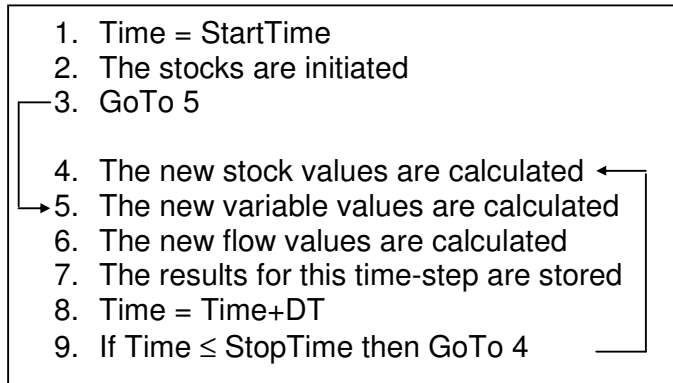 1. Time = StartTime
2. The stocks are initiated
3. GoTo 5
4. The new stock values are calculated
5. The new variable values are calculated
6. The new flow values are calculated
7. The results for this time-step are stored
8. Time = Time+DT
9. If Time ≤ StopTime then GoTo 4